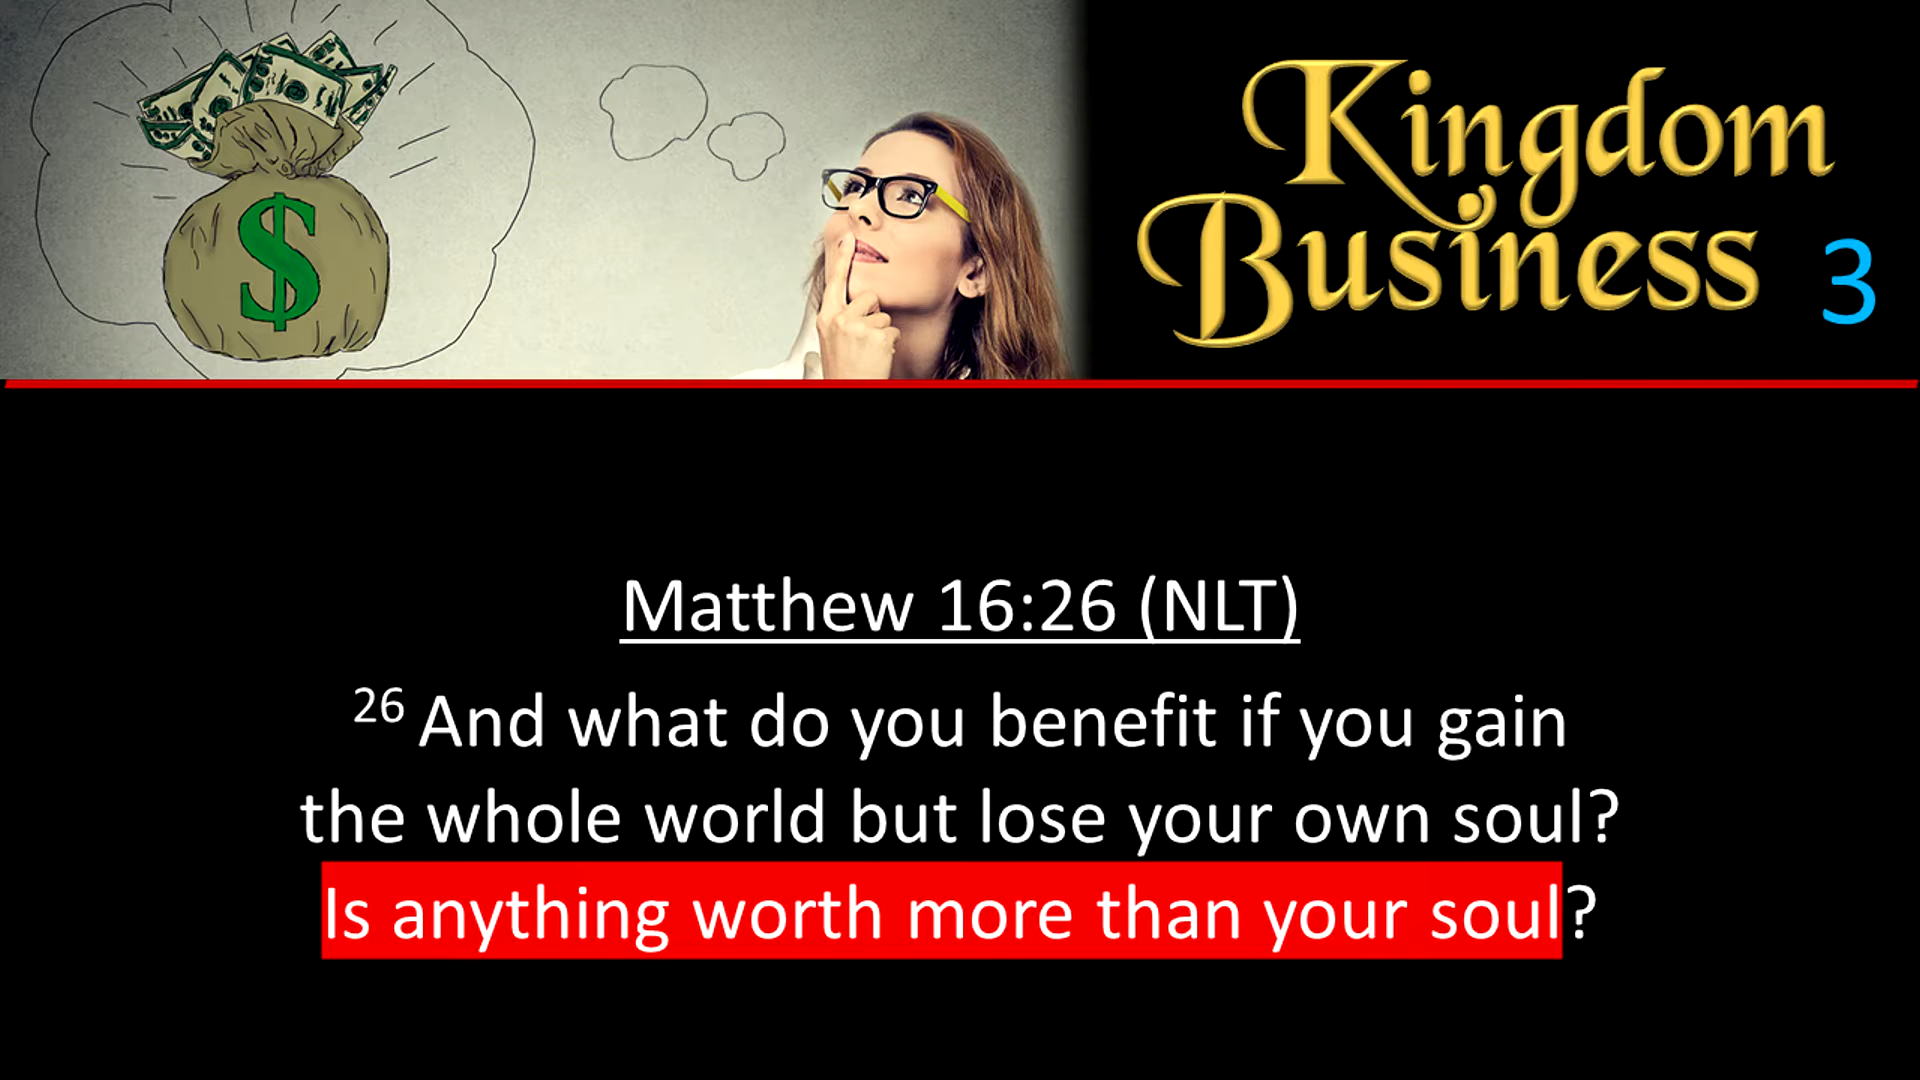 $
Kingdom
Business 3
Matthew 16:26 (NLT)
26 And what do you benefit if you gain
the whole world but lose your own soul?
Is anything worth more than your soul?